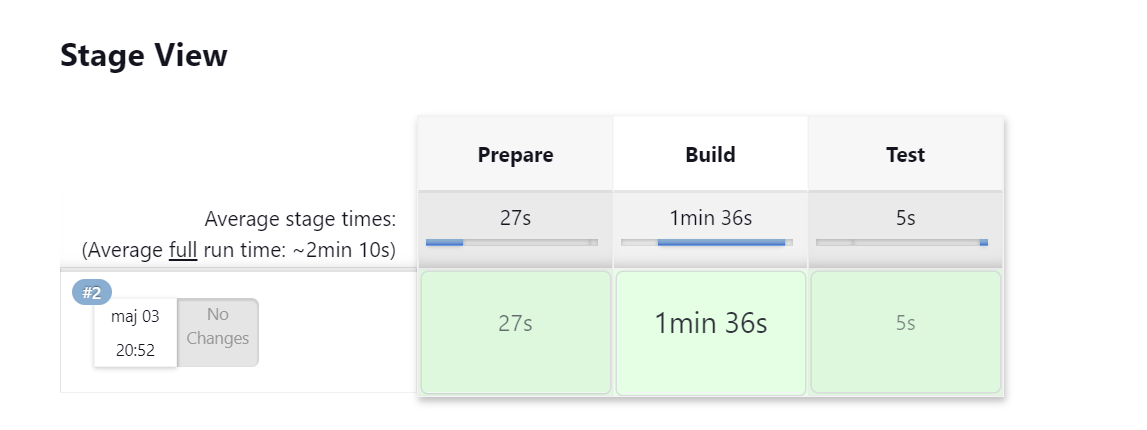 Stage View
Prepare
Build
Test
Average stage times:
(Average full run time: ~2min 10s)
27s
1min 36s
5s
#2
maj 03
20:52
No
Changes
27s
1min 36s
5s